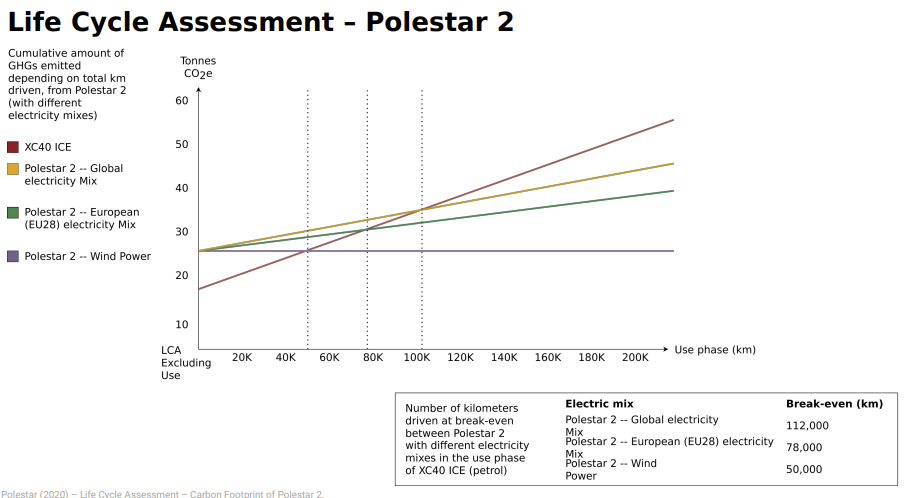 Life Cycle Assessment – Polestar 2
Cumulative amount of
GHGs emitted
depending on total km
driven, from Polestar 2
(with different
electricity mixes)
XC40 ICE
Polestar 2 -- Global
electricity Mix
Polestar 2 -- European
(EU28) electricity Mix
Polestar 2 -- Wind Power
Tonnes
CO2e
60
50
40
30
20
10
LCA
Excluding
Use
20K 40K 60K 80K 100K 120K 140K 160K 180K 200K
Use phase (km)
Number of kilometers
driven at break-even
between Polestar 2
with different electricity
mixes in the use phase
of XC40 ICE (petrol)
Electric mix Break-even (km)
Polestar 2 -- Global electricity
Mix
112,000
Polestar 2 -- European (EU28) electricity
Mix
78,000
Polestar 2 -- Wind
Power
50,000
Polestar (2020) – Life Cycle Assessment – Carbon Footprint of Polestar 2.